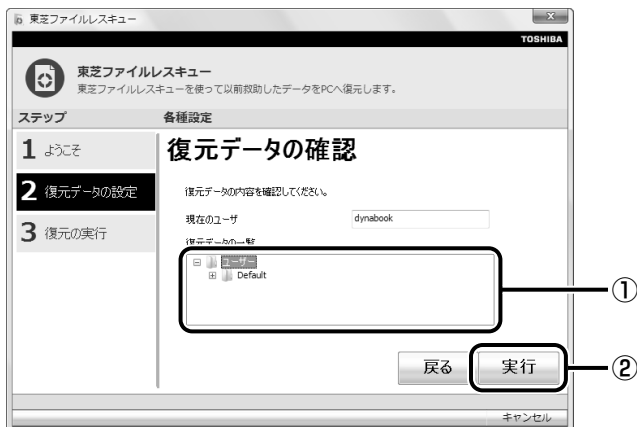 東芝ファイルレスキュー
TOSHIBA
東芝ファイルレスキュー
東芝ファイルレスキューを使って以前救助したデータをPCへ復元します。
ステップ 各種設定
1 ようこそ
2 復元データの設定
3 復元の実行
復元データの確認
復元データの内容を確認してください。
現在のユーザ dynabook
復元データの一覧
ユーザー
Default
①
戻る 実行
②
キャンセル